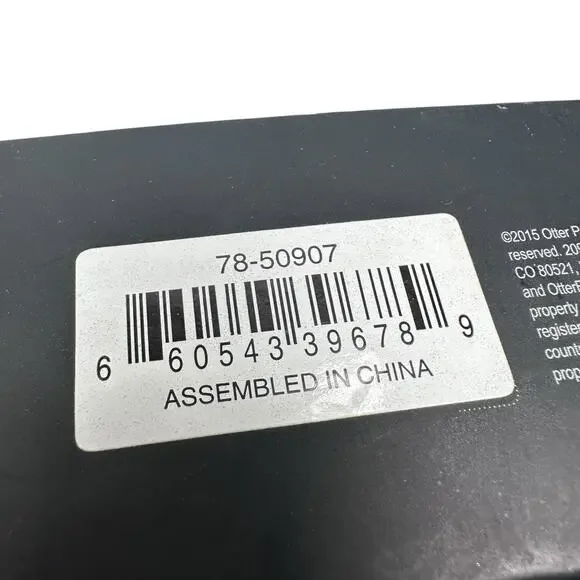 78-50907
6 60543 39678 9
ASSEMBLED IN CHINA
©2015 Otter P
reserved. 20
CO 80521,
and Otter
property
register
count
prop